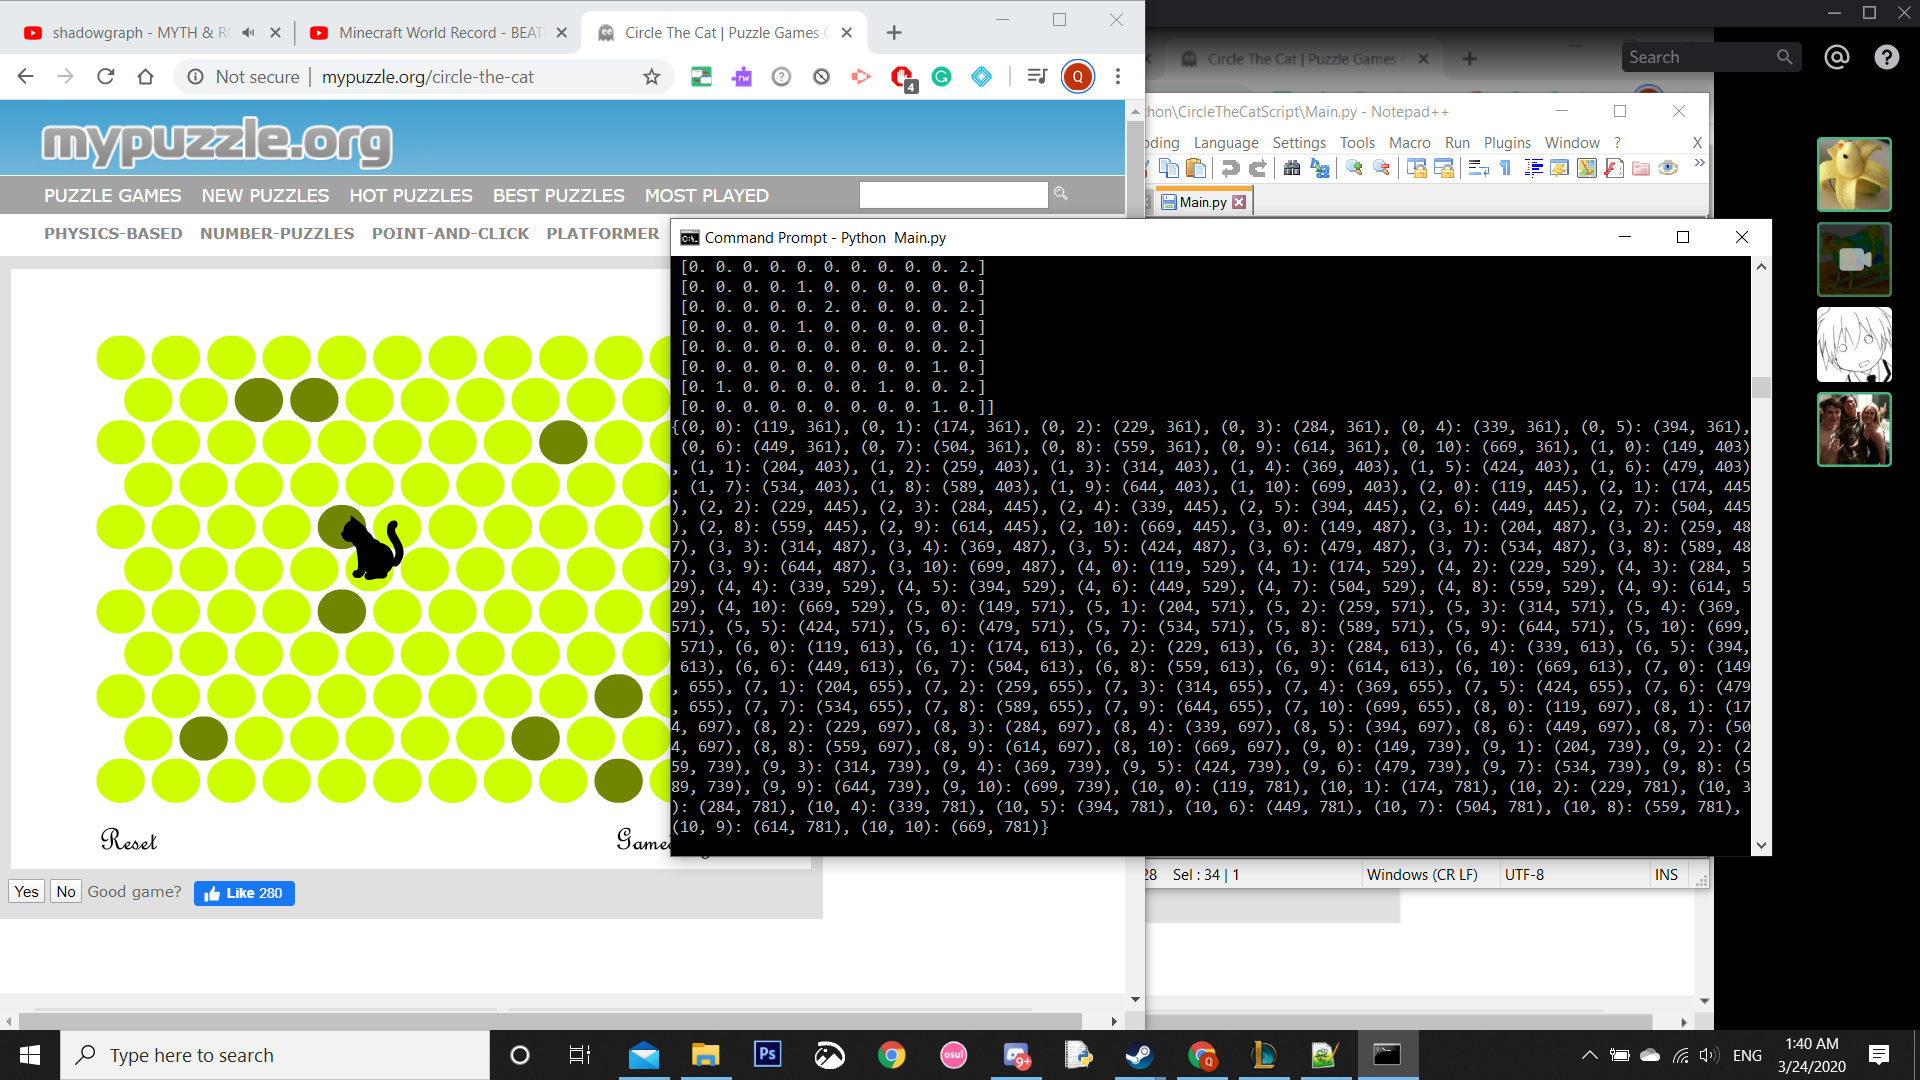 shadowgraph - MYTH & R
Minecraft World Record - BEAT
Circle The Cat | Puzzle Games
Not secure | mypuzzle.org/circle-the-cat
4
Q
mypuzzle.org
PUZZLE GAMES NEW PUZZLES HOT PUZZLES BEST PUZZLES MOST PLAYED
PHYSICS-BASED NUMBER-PUZZLES POINT-AND-CLICK PLATFORMER
Reset
Game
Yes No Good game? Like 280
Circle The Cat | Puzzle Games
Search
hon\CircleTheCatScript\Main.py - Notepad++
oding Language Settings Tools Macro Run Plugins Window ? X
Main.py
Command Prompt - Python Main.py
[0. 0. 0. 0. 0. 0. 0. 0. 0. 0. 2.]
[0. 0. 0. 0. 1. 0. 0. 0. 0. 0. 0.]
[0. 0. 0. 0. 0. 2. 0. 0. 0. 0. 2.]
[0. 0. 0. 0. 1. 0. 0. 0. 0. 0. 0.]
[0. 0. 0. 0. 0. 0. 0. 0. 0. 0. 2.]
[0. 0. 0. 0. 0. 0. 0. 0. 0. 1. 0.]
[0. 1. 0. 0. 0. 0. 0. 1. 0. 0. 2.]
[0. 0. 0. 0. 0. 0. 0. 0. 0. 1. 0.]]
{(0, 0): (119, 361), (0, 1): (174, 361), (0, 2): (229, 361), (0, 3): (284, 361), (0, 4): (339, 361), (0, 5): (394, 361),
(0, 6): (449, 361), (0, 7): (504, 361), (0, 8): (559, 361), (0, 9): (614, 361), (0, 10): (669, 361), (1, 0): (149, 403)
, (1, 1): (204, 403), (1, 2): (259, 403), (1, 3): (314, 403), (1, 4): (369, 403), (1, 5): (424, 403), (1, 6): (479, 403)
, (1, 7): (534, 403), (1, 8): (589, 403), (1, 9): (644, 403), (1, 10): (699, 403), (2, 0): (119, 445), (2, 1): (174, 445
), (2, 2): (229, 445), (2, 3): (284, 445), (2, 4): (339, 445), (2, 5): (394, 445), (2, 6): (449, 445), (2, 7): (504, 445
), (2, 8): (559, 445), (2, 9): (614, 445), (2, 10): (669, 445), (3, 0): (149, 487), (3, 1): (204, 487), (3, 2): (259, 48
7), (3, 3): (314, 487), (3, 4): (369, 487), (3, 5): (424, 487), (3, 6): (479, 487), (3, 7): (534, 487), (3, 8): (589, 48
7), (3, 9): (644, 487), (3, 10): (699, 487), (4, 0): (119, 529), (4, 1): (174, 529), (4, 2): (229, 529), (4, 3): (284, 5
29), (4, 4): (339, 529), (4, 5): (394, 529), (4, 6): (449, 529), (4, 7): (504, 529), (4, 8): (559, 529), (4, 9): (614, 5
29), (4, 10): (669, 529), (5, 0): (149, 571), (5, 1): (204, 571), (5, 2): (259, 571), (5, 3): (314, 571), (5, 4): (369,
571), (5, 5): (424, 571), (5, 6): (479, 571), (5, 7): (534, 571), (5, 8): (589, 571), (5, 9): (644, 571), (5, 10): (699,
571), (6, 0): (119, 613), (6, 1): (174, 613), (6, 2): (229, 613), (6, 3): (284, 613), (6, 4): (339, 613), (6, 5): (394,
613), (6, 6): (449, 613), (6, 7): (504, 613), (6, 8): (559, 613), (6, 9): (614, 613), (6, 10): (669, 613), (7, 0): (149
, 655), (7, 1): (204, 655), (7, 2): (259, 655), (7, 3): (314, 655), (7, 4): (369, 655), (7, 5): (424, 655), (7, 6): (479
, 655), (7, 7): (534, 655), (7, 8): (589, 655), (7, 9): (644, 655), (7, 10): (699, 655), (8, 0): (119, 697), (8, 1): (17
4, 697), (8, 2): (229, 697), (8, 3): (284, 697), (8, 4): (339, 697), (8, 5): (394, 697), (8, 6): (449, 697), (8, 7): (50
4, 697), (8, 8): (559, 697), (8, 9): (614, 697), (8, 10): (669, 697), (9, 0): (149, 739), (9, 1): (204, 739), (9, 2): (2
59, 739), (9, 3): (314, 739), (9, 4): (369, 739), (9, 5): (424, 739), (9, 6): (479, 739), (9, 7): (534, 739), (9, 8): (5
89, 739), (9, 9): (644, 739), (9, 10): (699, 739), (10, 0): (119, 781), (10, 1): (174, 781), (10, 2): (229, 781), (10, 3
): (284, 781), (10, 4): (339, 781), (10, 5): (394, 781), (10, 6): (449, 781), (10, 7): (504, 781), (10, 8): (559, 781),
(10, 9): (614, 781), (10, 10): (669, 781)}
28 Sel : 34 | 1 Windows (CR LF) UTF-8 INS
Type here to search
Ps
osu!
9+
Q
ENG
1:40 AM
3/24/2020